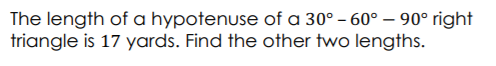 The length of a hypotenuse of a 30° – 60° – 90° right
triangle is 17 yards. Find the other two lengths.